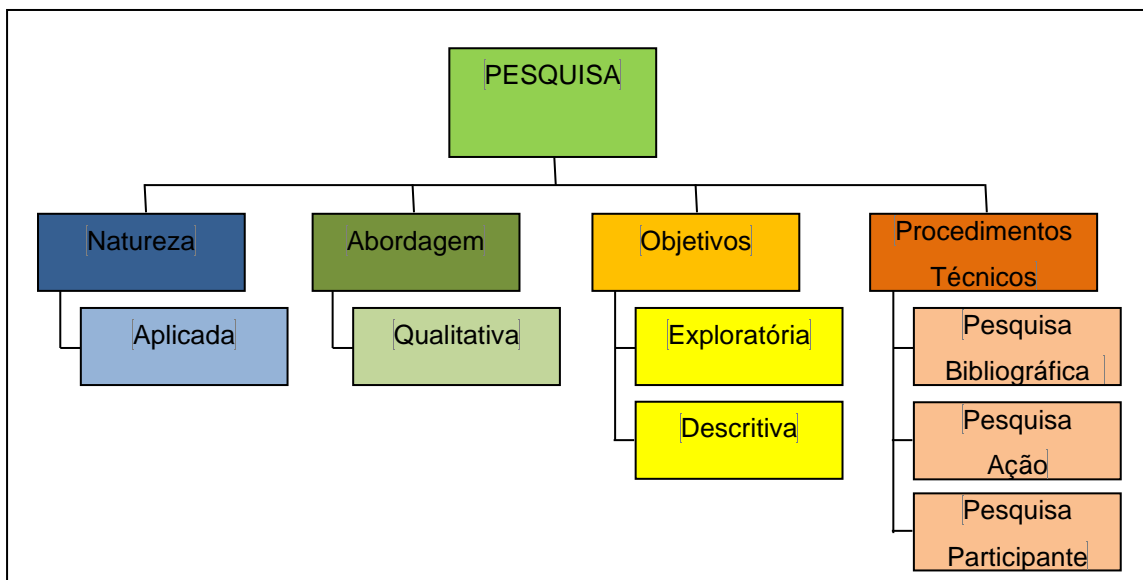 PESQUISA
Natureza
Aplicada
Abordagem
Qualitativa
Objetivos
Exploratória
Descritiva
Procedimentos
Técnicos
Pesquisa
Bibliográfica
Pesquisa
Ação
Pesquisa
Participante